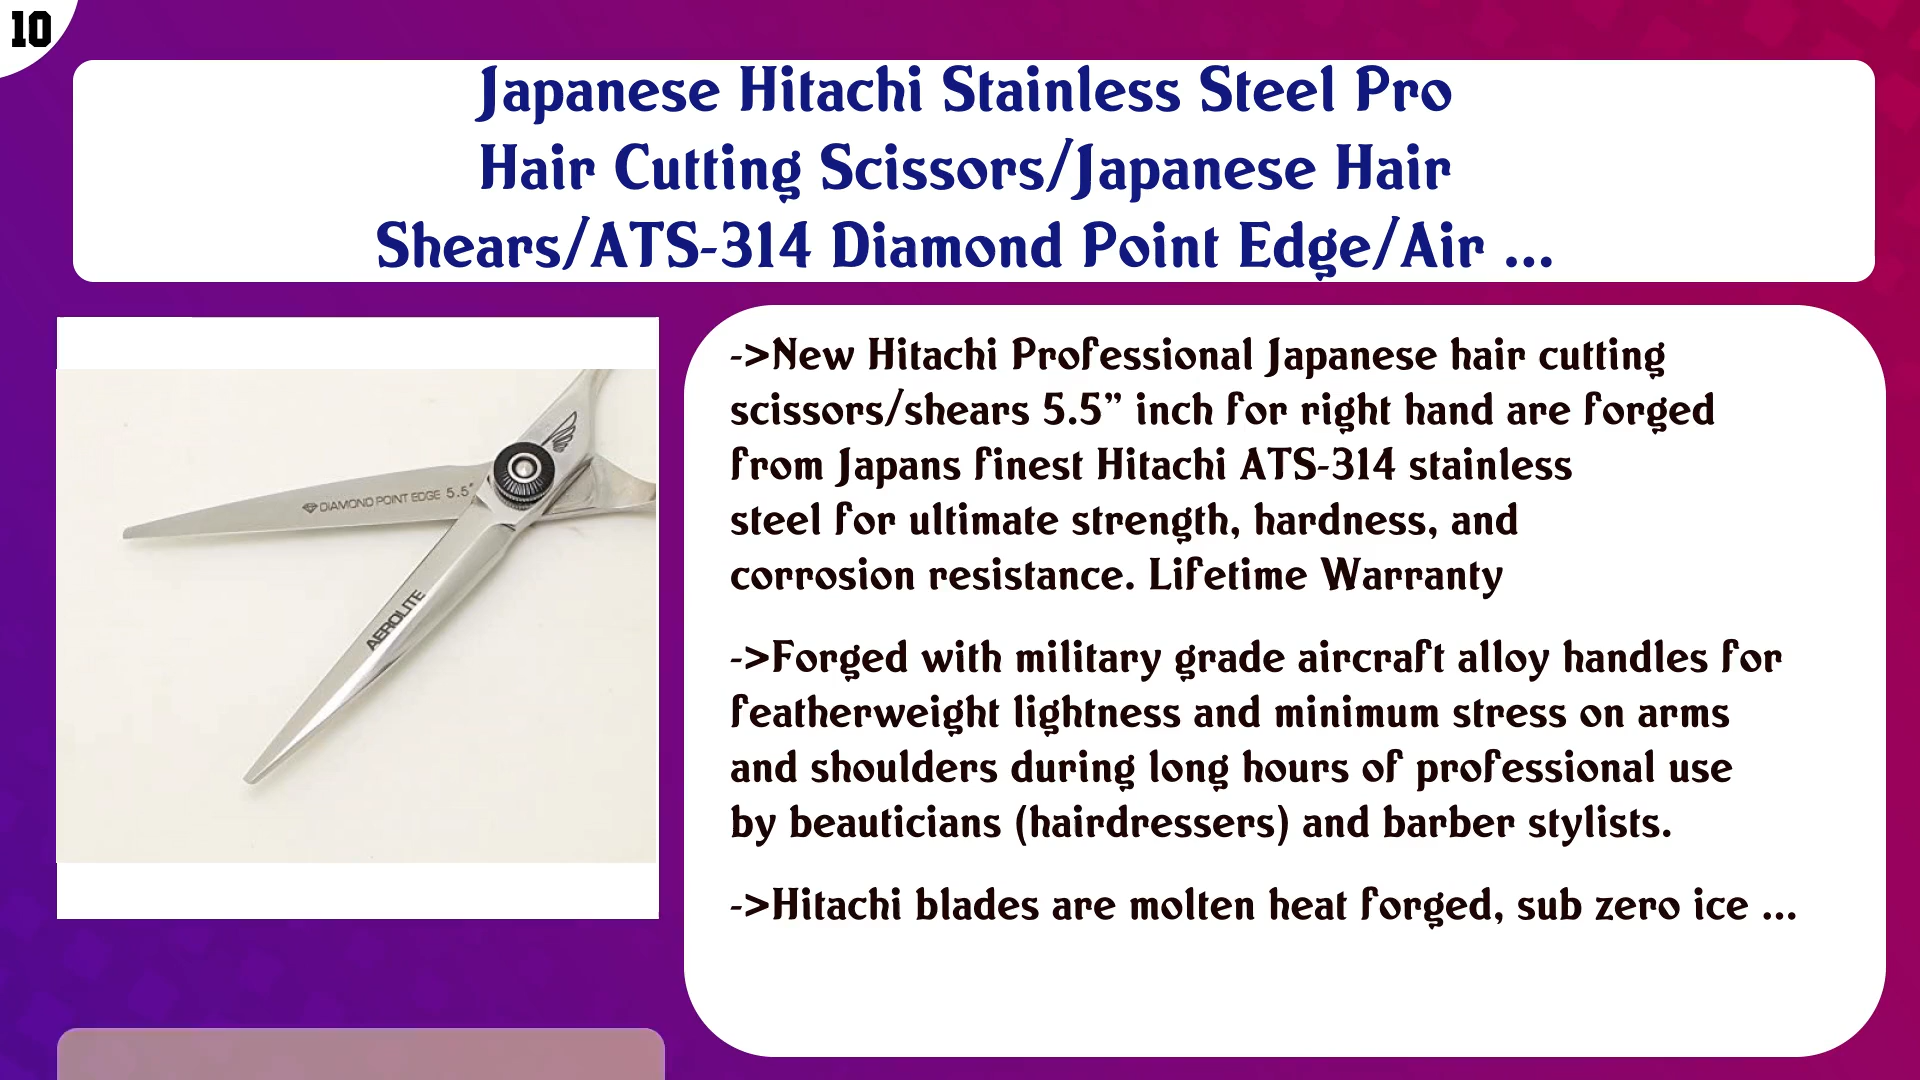 10
Japanese Hitachi Stainless Steel Pro
Hair Cutting Scissors/Japanese Hair
Shears/ATS-314 Diamond Point Edge/Air ...
DIAMOND POINT EDGE 5.5"
AEROLITE
->New Hitachi Professional Japanese hair cutting
scissors/shears 5.5” inch for right hand are forged
from Japans finest Hitachi ATS-314 stainless
steel for ultimate strength, hardness, and
corrosion resistance. Lifetime Warranty
->Forged with military grade aircraft alloy handles for
featherweight lightness and minimum stress on arms
and shoulders during long hours of professional use
by beauticians (hairdressers) and barber stylists.
->Hitachi blades are molten heat forged, sub zero ice ...